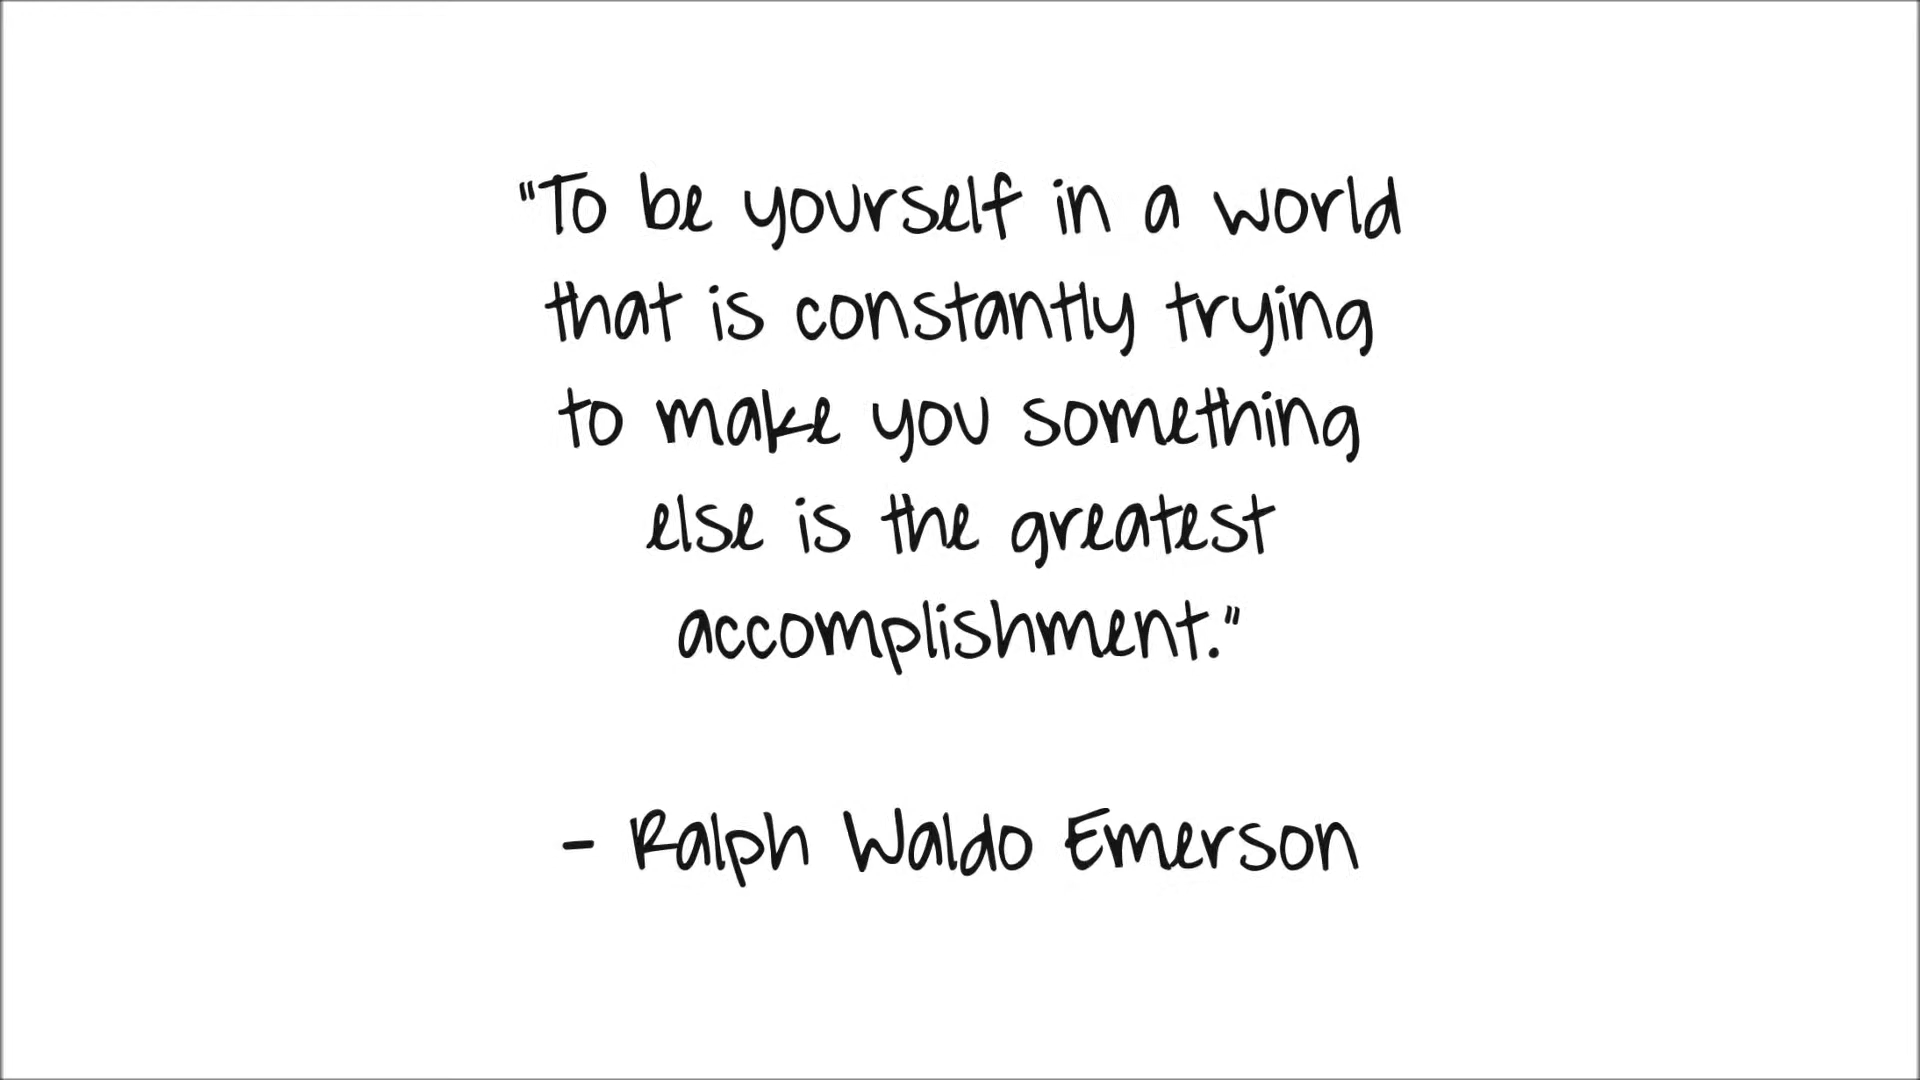 "To be yourself in a world
that is constantly trying
to make you something
else is the greatest
accomplishment."
- Ralph Waldo Emerson